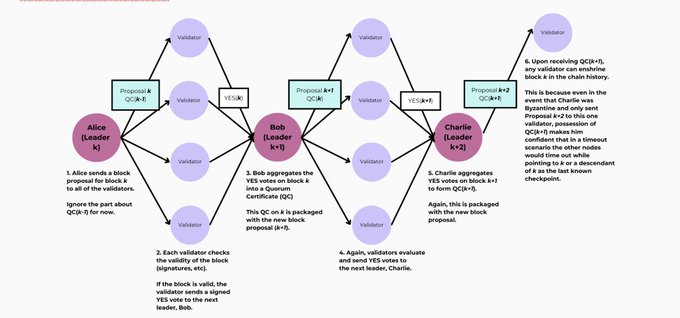 Validator
Validator
Validator
Proposal k
QC(k-1)
YES(k)
Proposal k+1
QC(k)
YES(k+1)
Proposal k+2
QC(k+1)
Validator
Validator
Alice
(Leader
k)
Bob
(Leader
k+1)
Charlie
(Leader
k+2)
Validator
Validator
Validator
Validator
1. Alice sends a block
proposal for block k
to all of the validators.
Ignore the part about
QC(k-1) for now.
2. Each validator checks
the validity of the block
(signatures, etc).
If the block is valid, the
validator sends a signed
YES vote to the next
leader, Bob.
3. Bob aggregates the
YES votes on block k
into a Quorum
Certificate (QC)
This QC on k is packaged
with the new block
proposal (k+1).
4. Again, validators evaluate
and send YES votes to
the next leader, Charlie.
5. Charlie aggregates
YES votes on block k+1
to form QC(k+1).
Again, this is packaged
with the new block
proposal.
6. Upon receiving QC(k+1),
any validator can enshrine
block k in the chain history.
This is because even in the
event that Charlie was
Byzantine and only sent
Proposal k+2 to this one
validator, possession of
QC(k+1) makes him
confident that in a timeout
scenario the other nodes
would time out while
pointing to k or a descendant
of k as the last known
checkpoint.